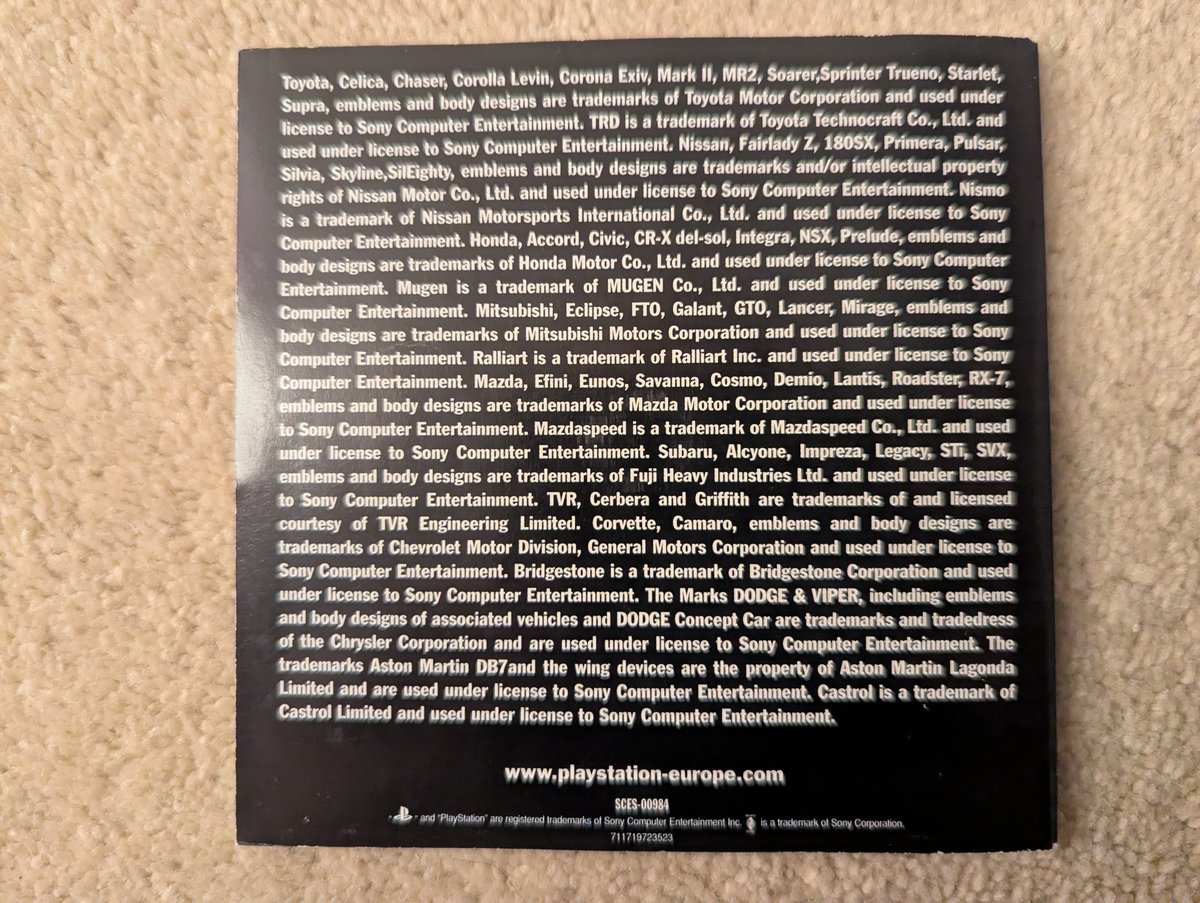 Toyota, Celica, Chaser, Corolla Levin, Corona Exiv, Mark II, MR2, Soarer,Sprinter Trueno, Starlet,
Supra, emblems and body designs are trademarks of Toyota Motor Corporation and used under
license to Sony Computer Entertainment. TRD is a trademark of Toyota Technocraft Co., Ltd. and
used under license to Sony Computer Entertainment. Nissan, Fairlady Z, 180SX, Primera, Pulsar,
Silvia, Skyline,SilEighty, emblems and body designs are trademarks and/or intellectual property
rights of Nissan Motor Co., Ltd. and used under license to Sony Computer Entertainment. Nismo
is a trademark of Nissan Motorsports International Co., Ltd. and used under license to Sony
Computer Entertainment. Honda, Accord, Civic, CR-X del-sol, Integra, NSX, Prelude, emblems and
body designs are trademarks of Honda Motor Co., Ltd. and used under license to Sony Computer
Entertainment. Mugen is a trademark of MUGEN Co., Ltd. and used under license to Sony
Computer Entertainment. Mitsubishi, Eclipse, FTO, Galant, GTO, Lancer, Mirage, emblems and
body designs are trademarks of Mitsubishi Motors Corporation and used under license to Sony
Computer Entertainment. Ralliart is a trademark of Ralliart Inc. and used under license to Sony
Computer Entertainment. Mazda, Efini, Eunos, Savanna, Cosmo, Demio, Lantis, Roadster, RX-7,
emblems and body designs are trademarks of Mazda Motor Corporation and used under license
to Sony Computer Entertainment. Mazdaspeed is a trademark of Mazdaspeed Co., Ltd. and used
under license to Sony Computer Entertainment. Subaru, Alcyone, Impreza, Legacy, STi, SVX,
emblems and body designs are trademarks of Fuji Heavy Industries Ltd. and used under license
to Sony Computer Entertainment. TVR, Cerbera and Griffith are trademarks of and licensed
courtesy of TVR Engineering Limited. Corvette, Camaro, emblems and body designs are
trademarks of Chevrolet Motor Division, General Motors Corporation and used under license to
Sony Computer Entertainment. Bridgestone is a trademark of Bridgestone Corporation and used
under license to Sony Computer Entertainment. The Marks DODGE & VIPER, including emblems
and body designs of associated vehicles and DODGE Concept Car are trademarks and tradedress
of the Chrysler Corporation and are used under license to Sony Computer Entertainment. The
trademarks Aston Martin DB7and the wing devices are the property of Aston Martin Lagonda
Limited and are used under license to Sony Computer Entertainment. Castrol is a trademark of
Castrol Limited and used under license to Sony Computer Entertainment.
www.playstation-europe.com
SCES-00984
" and "PlayStation" are registered trademarks of Sony Computer Entertainment Inc. is a trademark of Sony Corporation.
711719723523